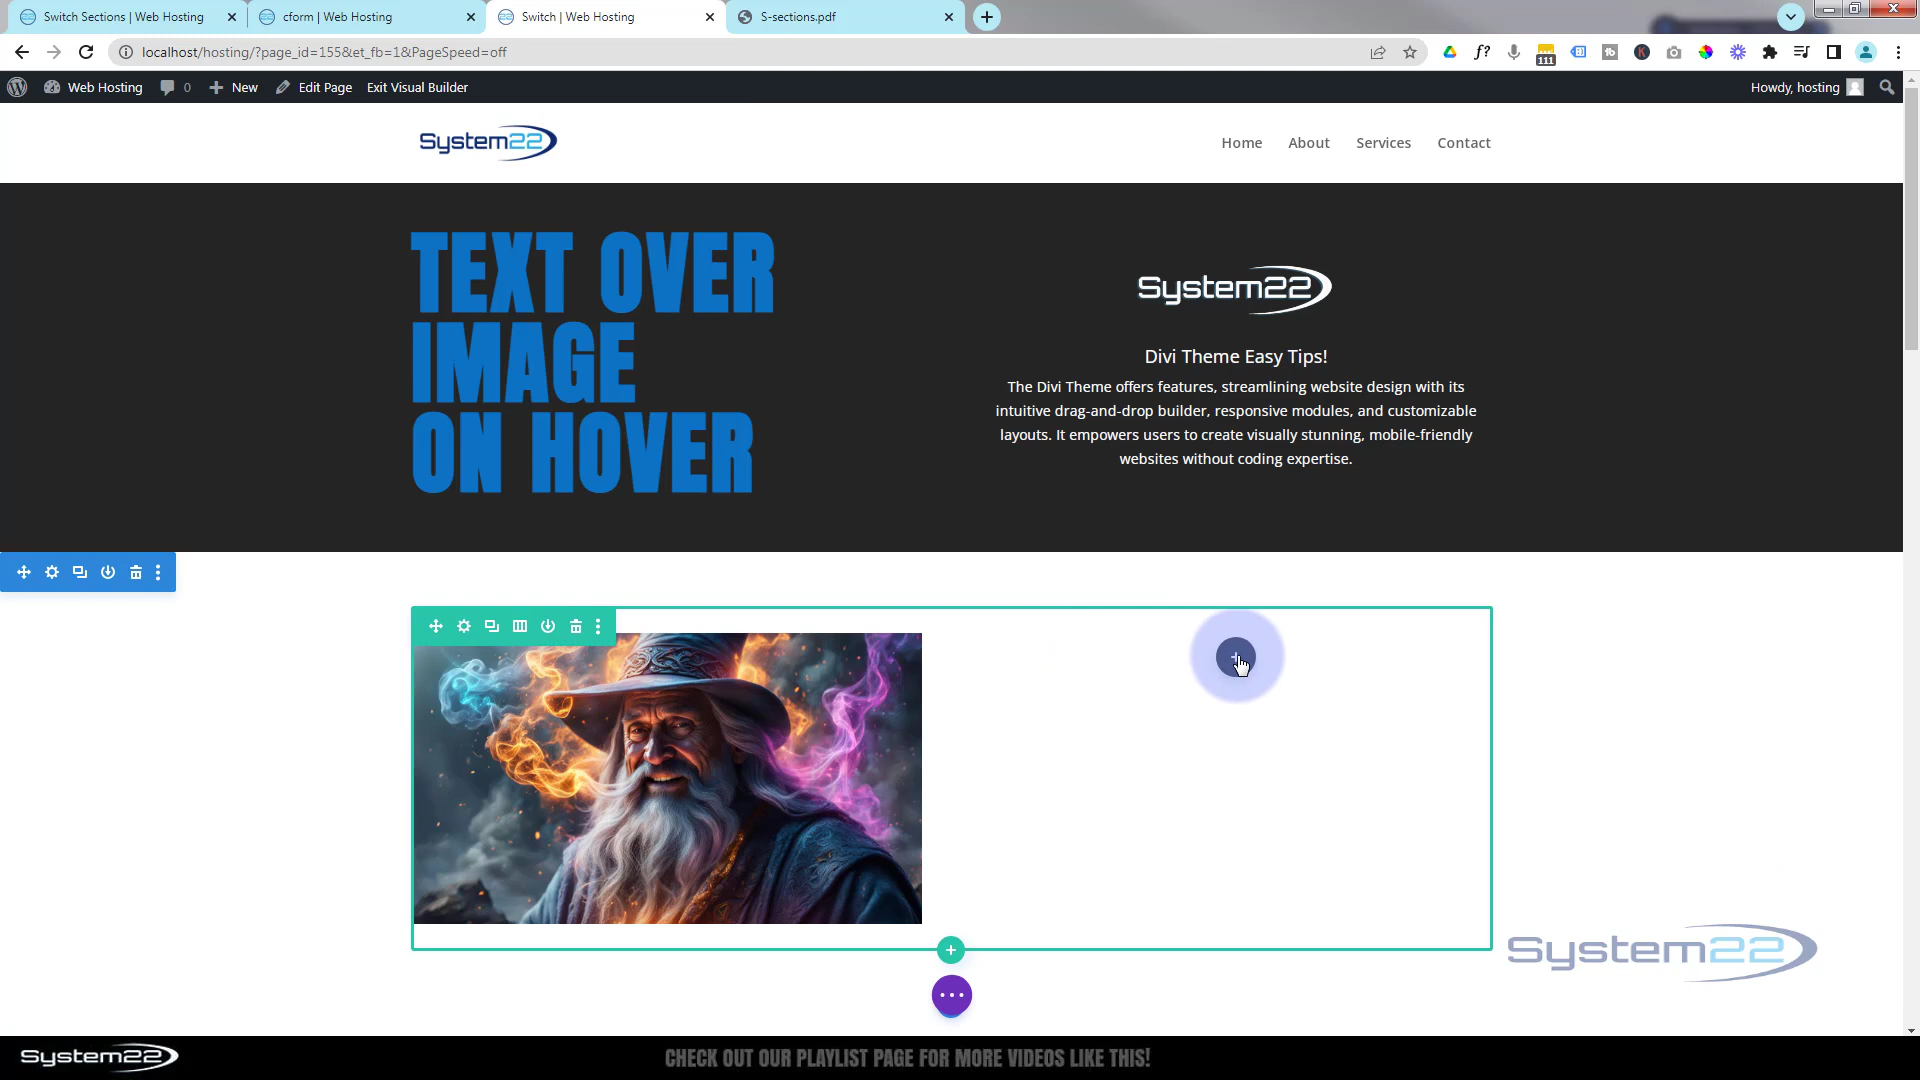 Switch Sections | Web Hosting
cform | Web Hosting
Switch | Web Hosting
S-sections.pdf
localhost/hosting/?page_id=155&et_fb=1&PageSpeed=off
f?
111
Web Hosting
0
New
Edit Page
Exit Visual Builder
Howdy, hosting
System22
Home
About
Services
Contact
TEXT OVER
IMAGE
ON HOVER
System22
Divi Theme Easy Tips!
The Divi Theme offers features, streamlining website design with its
intuitive drag-and-drop builder, responsive modules, and customizable
layouts. It empowers users to create visually stunning, mobile-friendly
websites without coding expertise.
System22
System22
CHECK OUT OUR PLAYLIST PAGE FOR MORE VIDEOS LIKE THIS!